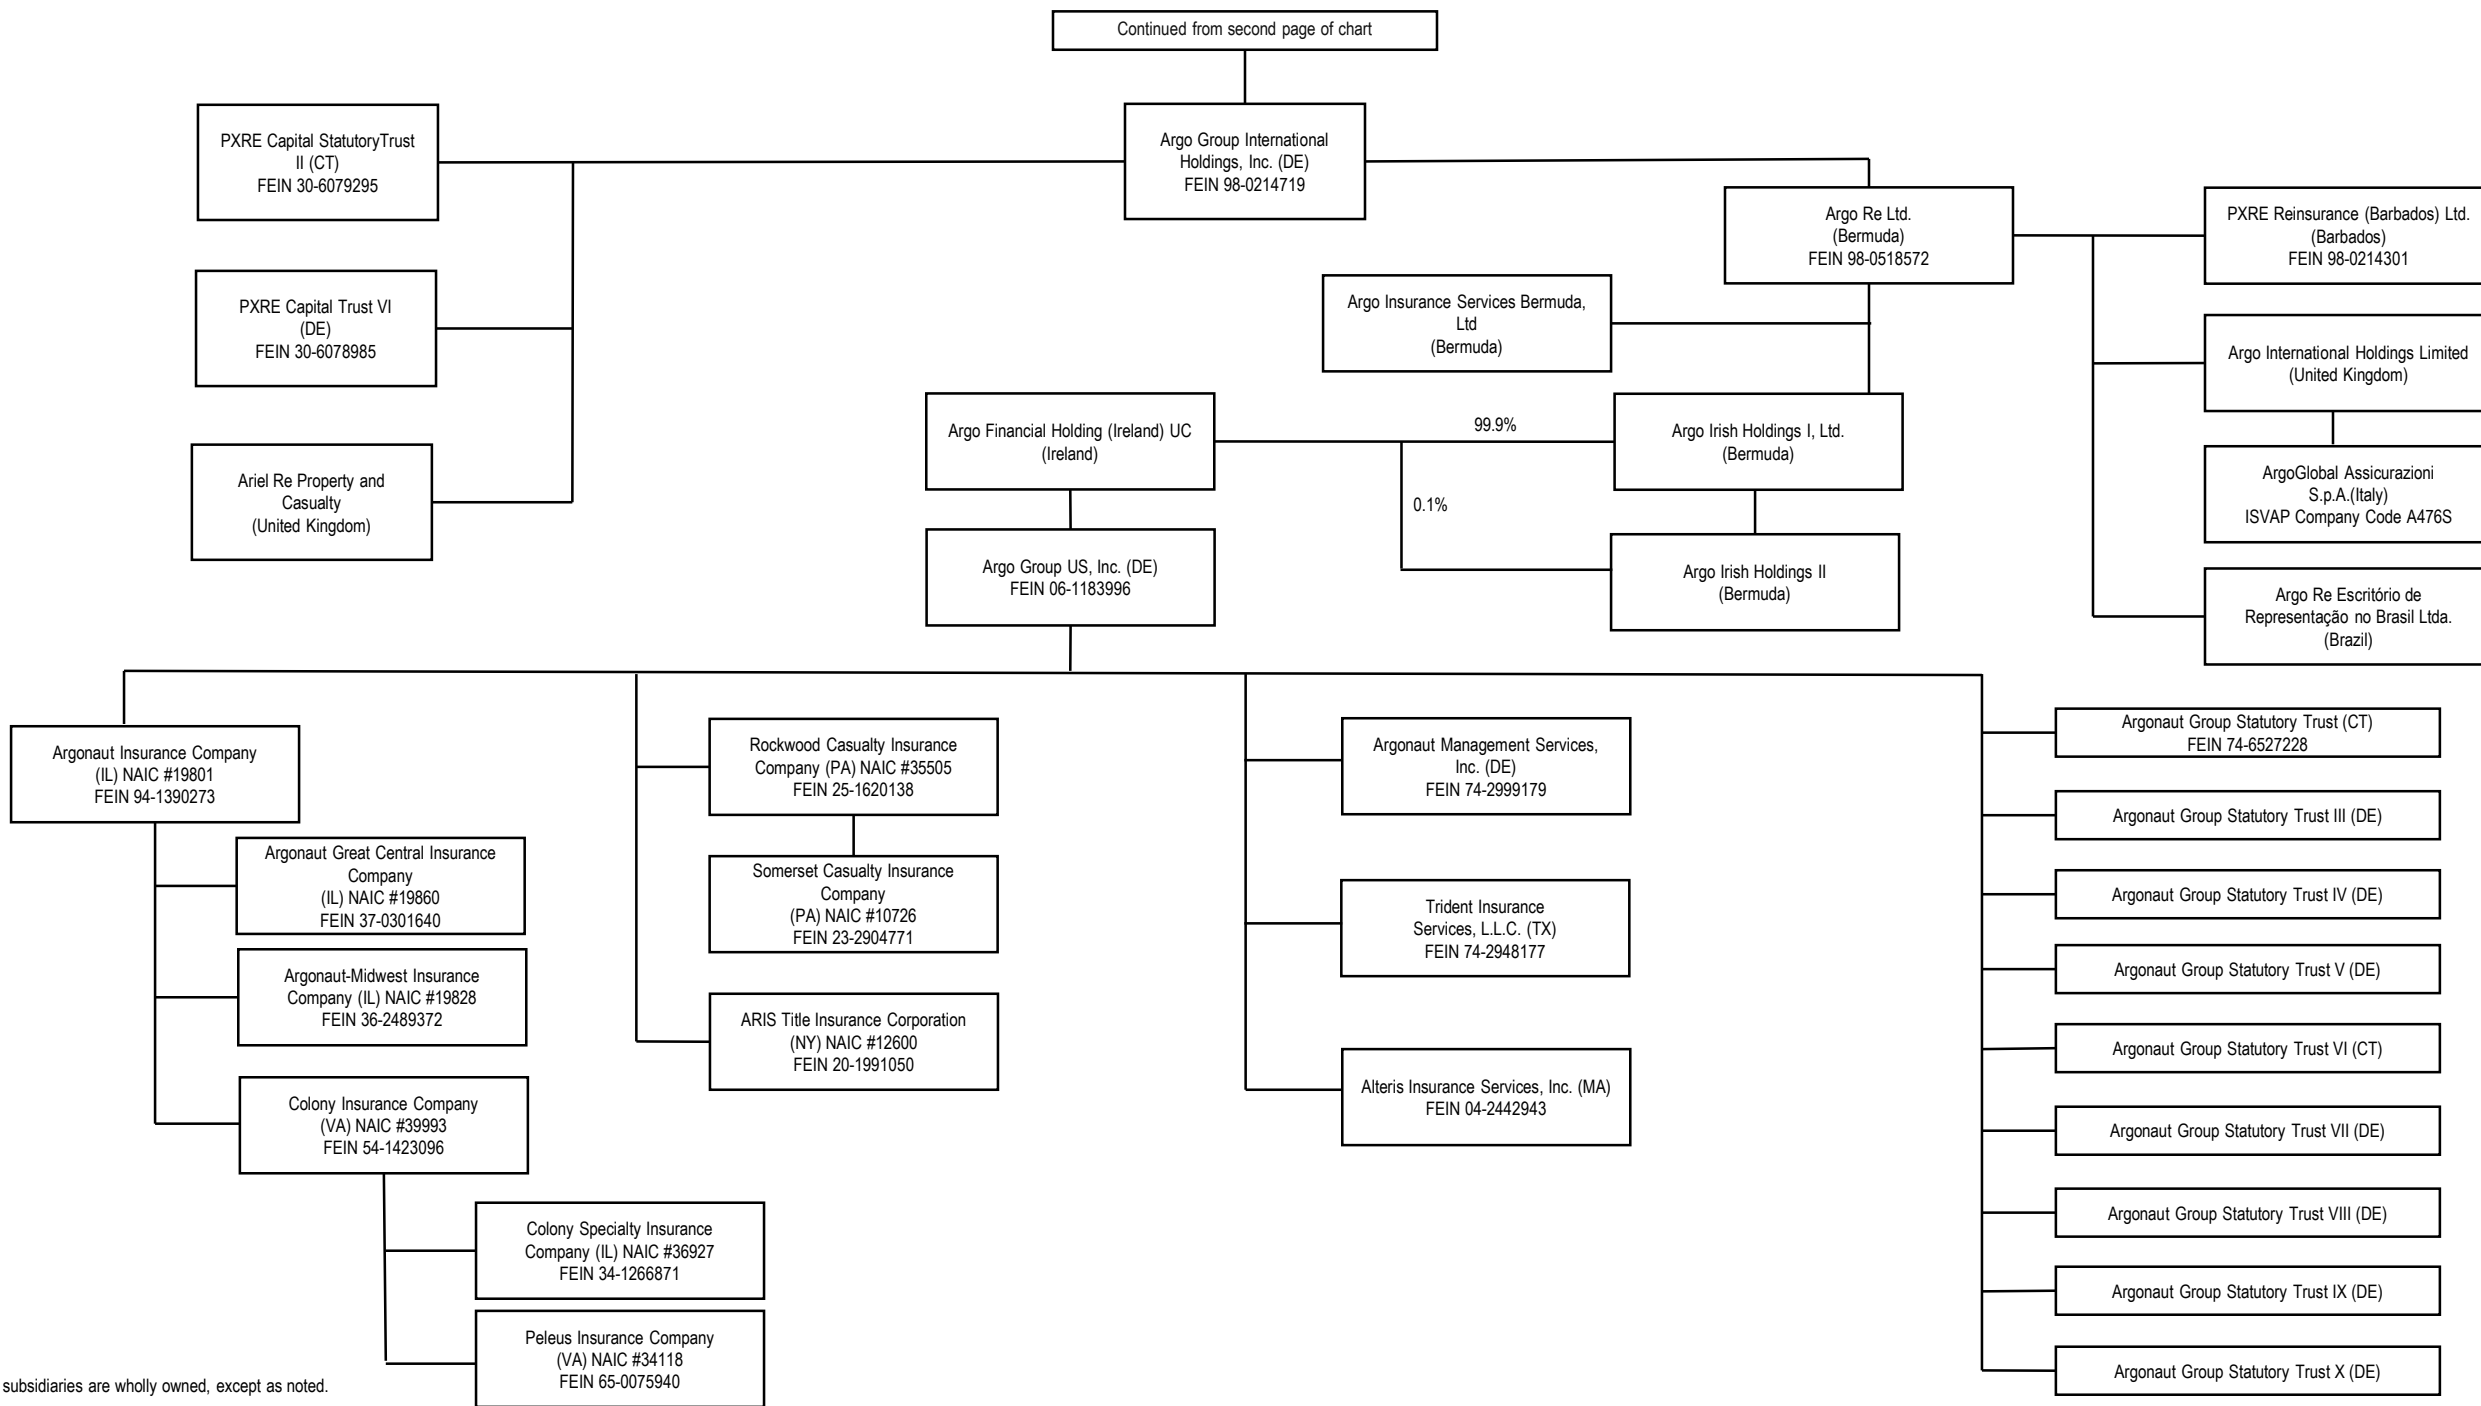 Continued from second page of chart
PXRE Capital StatutoryTrust
II (CT)
FEIN 30-6079295
Argo Group International
Holdings, Inc. (DE)
FEIN 98-0214719
Argo Re Ltd.
(Bermuda)
FEIN 98-0518572
PXRE Reinsurance (Barbados) Ltd.
(Barbados)
FEIN 98-0214301
PXRE Capital Trust VI
(DE)
FEIN 30-6078985
Argo Insurance Services Bermuda,
Ltd
(Bermuda)
Argo International Holdings Limited
(United Kingdom)
Ariel Re Property and
Casualty
(United Kingdom)
Argo Financial Holding (Ireland) UC
(Ireland)
99.9%
Argo Irish Holdings I, Ltd.
(Bermuda)
0.1%
ArgoGlobal Assicurazioni
S.p.A.(Italy)
ISVAP Company Code A476S
Argo Group US, Inc. (DE)
FEIN 06-1183996
Argo Irish Holdings II
(Bermuda)
Argo Re Escritório de
Representação no Brasil Ltda.
(Brazil)
Argonaut Insurance Company
(IL) NAIC #19801
FEIN 94-1390273
Argonaut Great Central Insurance
Company
(IL) NAIC #19860
FEIN 37-0301640
Argonaut-Midwest Insurance
Company (IL) NAIC #19828
FEIN 36-2489372
Colony Insurance Company
(VA) NAIC #39993
FEIN 54-1423096
Colony Specialty Insurance
Company (IL) NAIC #36927
FEIN 34-1266871
Peleus Insurance Company
(VA) NAIC #34118
FEIN 65-0075940
Rockwood Casualty Insurance
Company (PA) NAIC #35505
FEIN 25-1620138
Somerset Casualty Insurance
Company
(PA) NAIC #10726
FEIN 23-2904771
ARIS Title Insurance Corporation
(NY) NAIC #12600
FEIN 20-1991050
Argonaut Management Services,
Inc. (DE)
FEIN 74-2999179
Trident Insurance
Services, L.L.C. (TX)
FEIN 74-2948177
Alteris Insurance Services, Inc. (MA)
FEIN 04-2442943
Argonaut Group Statutory Trust (CT)
FEIN 74-6527228
Argonaut Group Statutory Trust III (DE)
Argonaut Group Statutory Trust IV (DE)
Argonaut Group Statutory Trust V (DE)
Argonaut Group Statutory Trust VI (CT)
Argonaut Group Statutory Trust VII (DE)
Argonaut Group Statutory Trust VIII (DE)
Argonaut Group Statutory Trust IX (DE)
Argonaut Group Statutory Trust X (DE)
subsidiaries are wholly owned, except as noted.